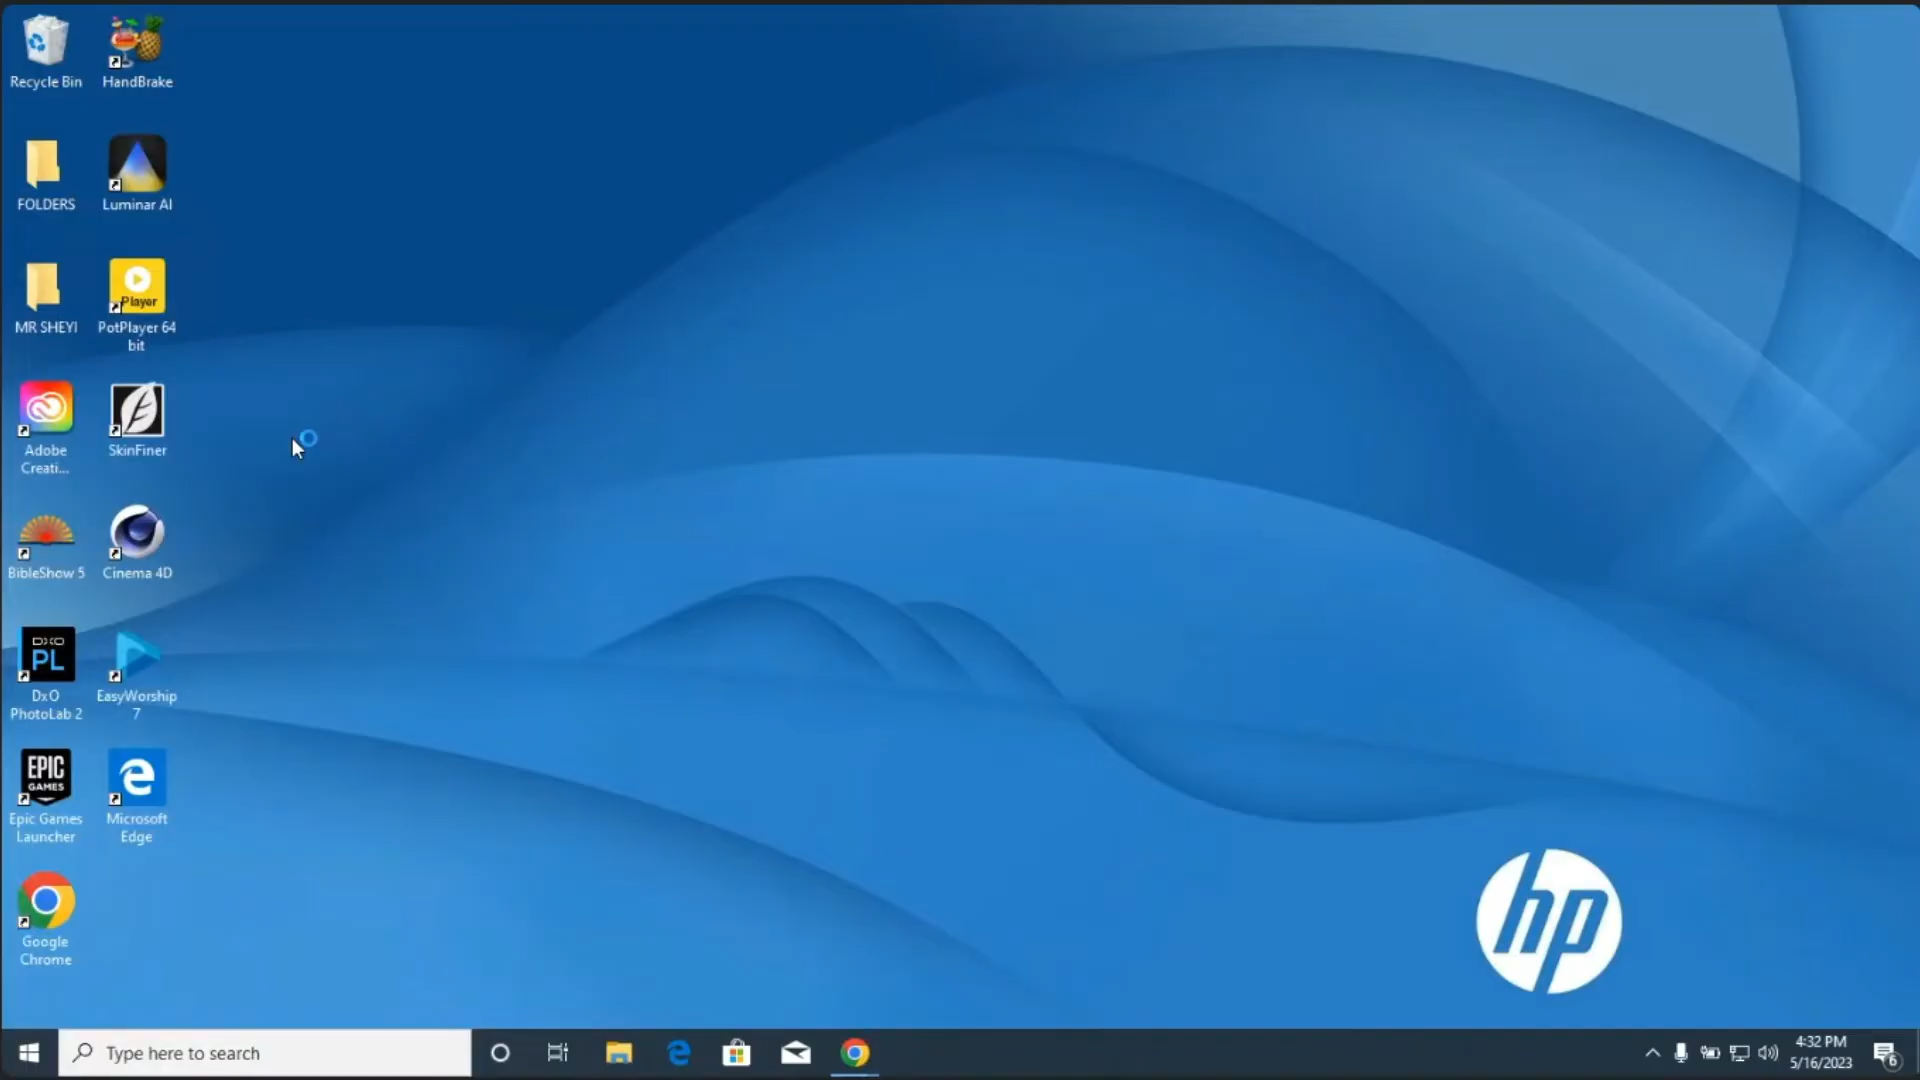 Recycle Bin
HandBrake
FOLDERS
Luminar AI
MR SHEYI
Player
PotPlayer 64
bit
Adobe
Creati...
SkinFiner
BibleShow 5
Cinema 4D
DXO
PL
DxO
PhotoLab 2
EasyWorship
7
EPIC
GAMES
Epic Games
Launcher
Microsoft
Edge
Google
Chrome
hp
Type here to search
4:32 PM
5/16/2023
6